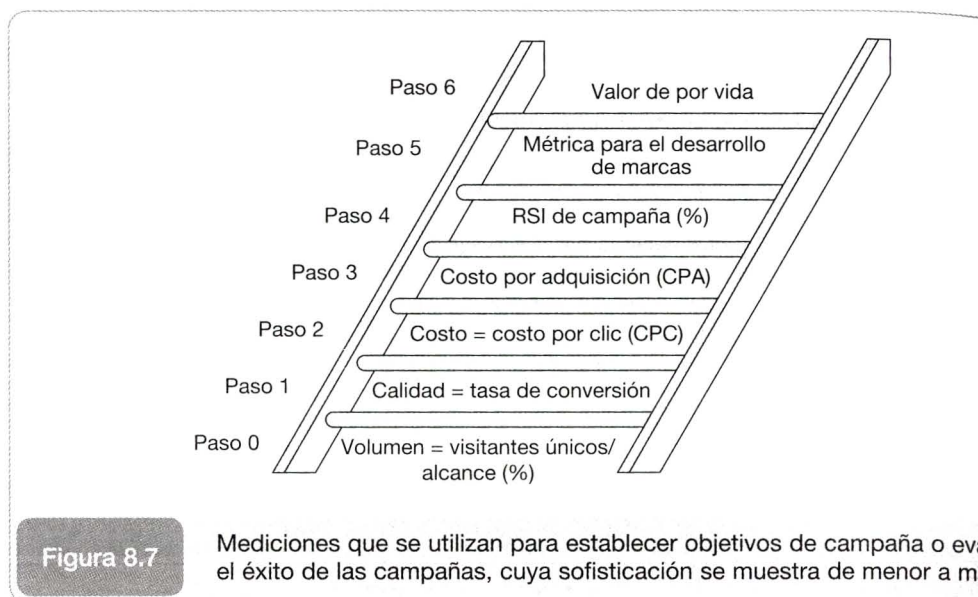 Paso 6
Valor de por vida
Paso 5
Métrica para el desarrollo
de marcas
Paso 4
RSI de campaña (%)
Paso 3
Costo por adquisición (CPA)
Paso 2
Costo = costo por clic (CPC)
Paso 1
Calidad = tasa de conversión
Paso 0
Volumen = visitantes únicos/
alcance (%)
Figura 8.7
Mediciones que se utilizan para establecer objetivos de campaña o
el éxito de las campañas, cuya sofisticación se muestra de menor a